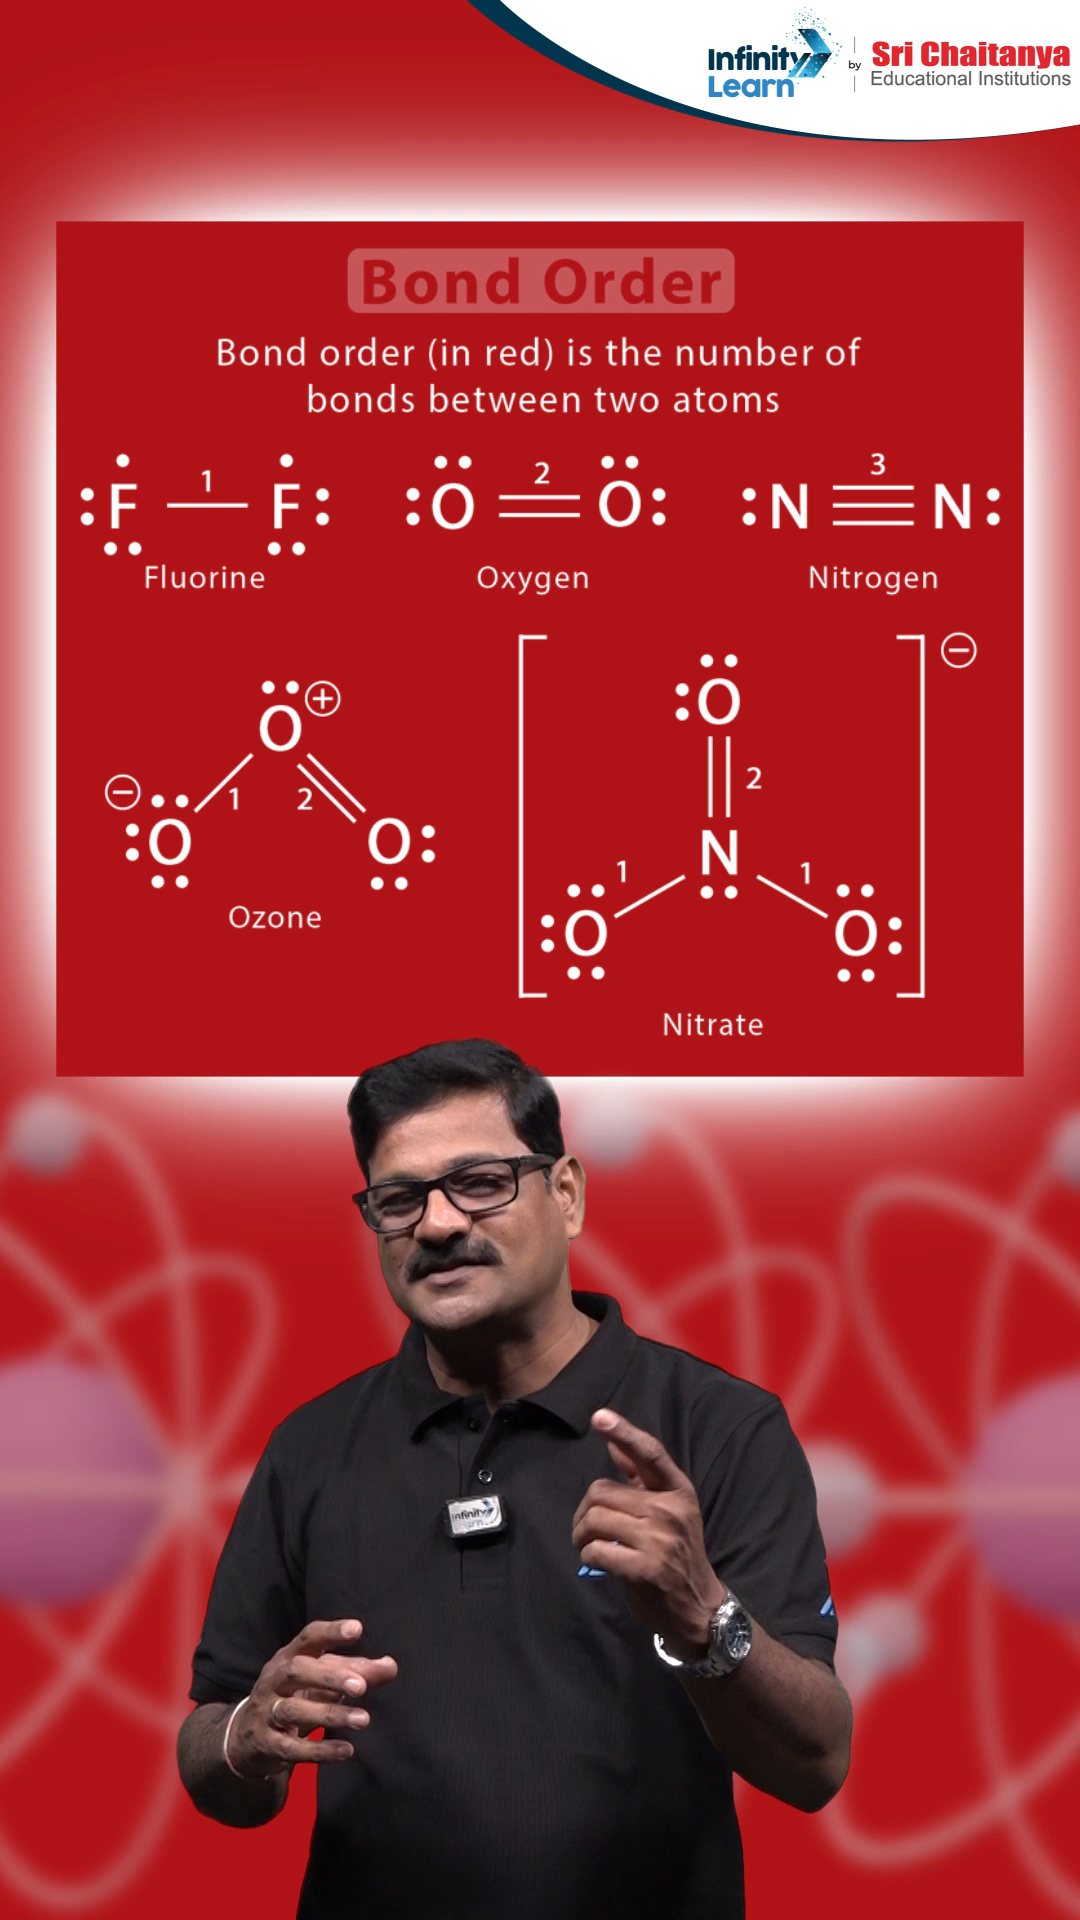 Infinity Learn
by
Sri Chaitanya
Educational Institutions
Bond Order
Bond order (in red) is the number of
bonds between two atoms
F 1 F
O 2 O
N 3 N
Fluorine
Oxygen
Nitrogen
O +
− O 1 2 O
Ozone
−
O
2
N
1 1
O O
Nitrate
Infinity